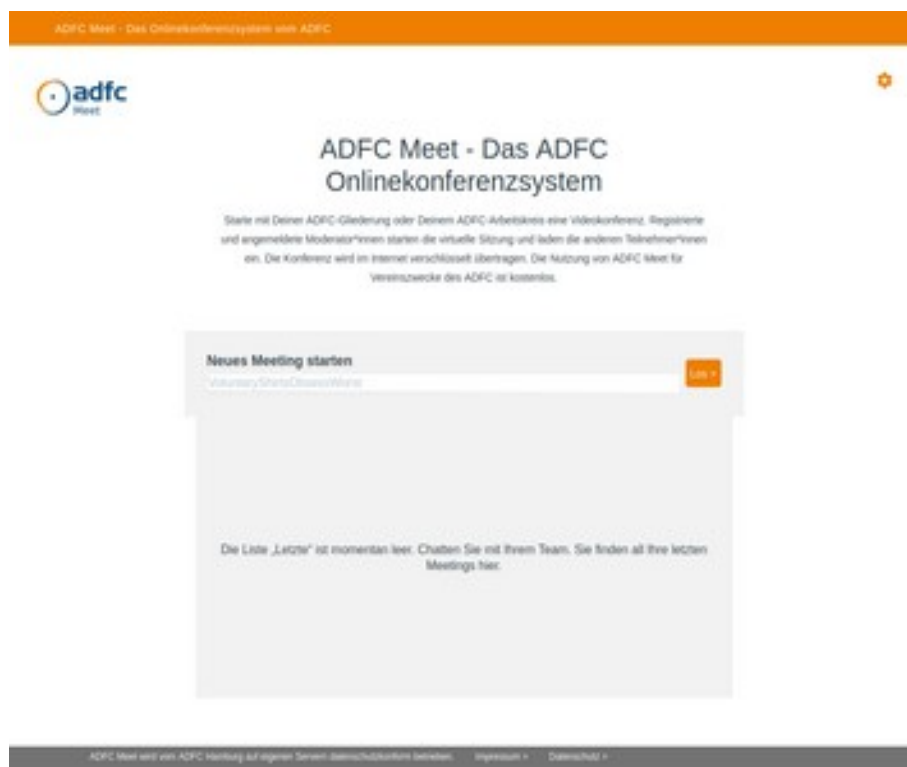 ADFC Meet - Das Onlinekonferenzsystem vom ADFC
adfc
Meet
ADFC Meet - Das ADFC
Onlinekonferenzsystem
Starte mit Deiner ADFC-Gliederung oder Deinem ADFC-Arbeitskreis eine Videokonferenz. Registrierte
und angemeldete Moderator*innen starten die virtuelle Sitzung und laden die anderen Teilnehmer*innen
ein. Die Konferenz wird im Internet verschlüsselt übertragen. Die Nutzung von ADFC Meet für
Vereinszwecke des ADFC ist kostenlos.
Neues Meeting starten
Los >
Die Liste „Letzte“ ist momentan leer. Chatten Sie mit Ihrem Team. Sie finden all Ihre letzten
Meetings hier.
ADFC Meet wird vom ADFC Hamburg auf eigenen Servern datenschutzkonform betrieben. Impressum > Datenschutz >